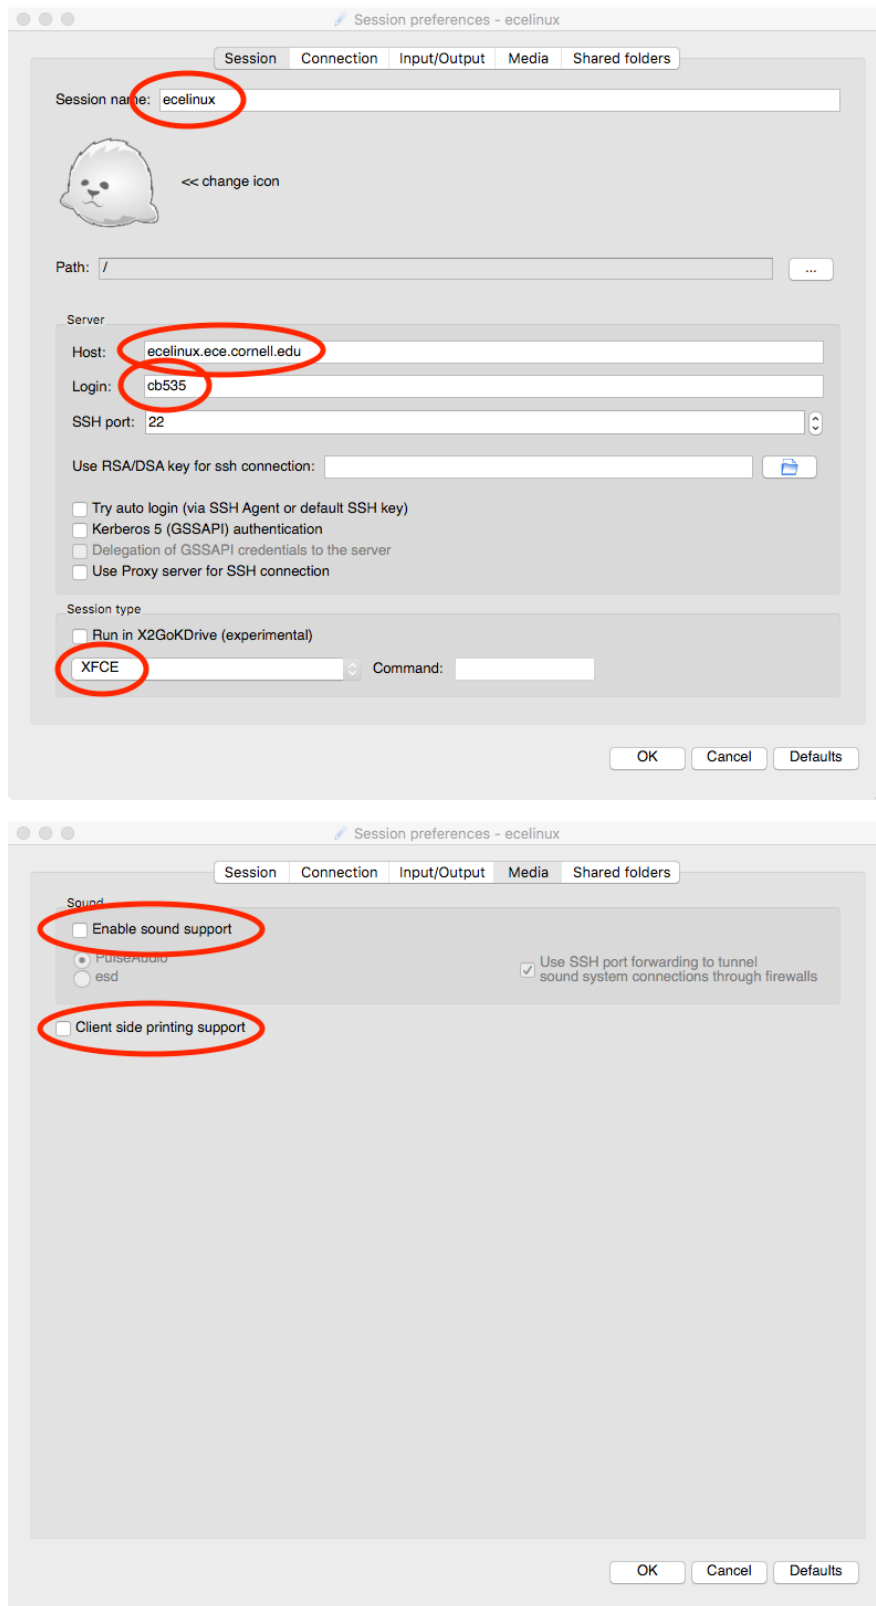 Session preferences - ecelinux
Session Connection Input/Output Media Shared folders
Session name: ecelinux
<< change icon
Path: / ...
Server
Host: ecelinux.ece.cornell.edu
Login: cb535
SSH port: 22
Use RSA/DSA key for ssh connection:
Try auto login (via SSH Agent or default SSH key)
Kerberos 5 (GSSAPI) authentication
Delegation of GSSAPI credentials to the server
Use Proxy server for SSH connection
Session type
Run in X2GoKDrive (experimental)
XFCE Command:
OK Cancel Defaults
Session preferences - ecelinux
Session Connection Input/Output Media Shared folders
Sound
Enable sound support
PulseAudio
esd
Use SSH port forwarding to tunnel
sound system connections through firewalls
Client side printing support
OK Cancel Defaults